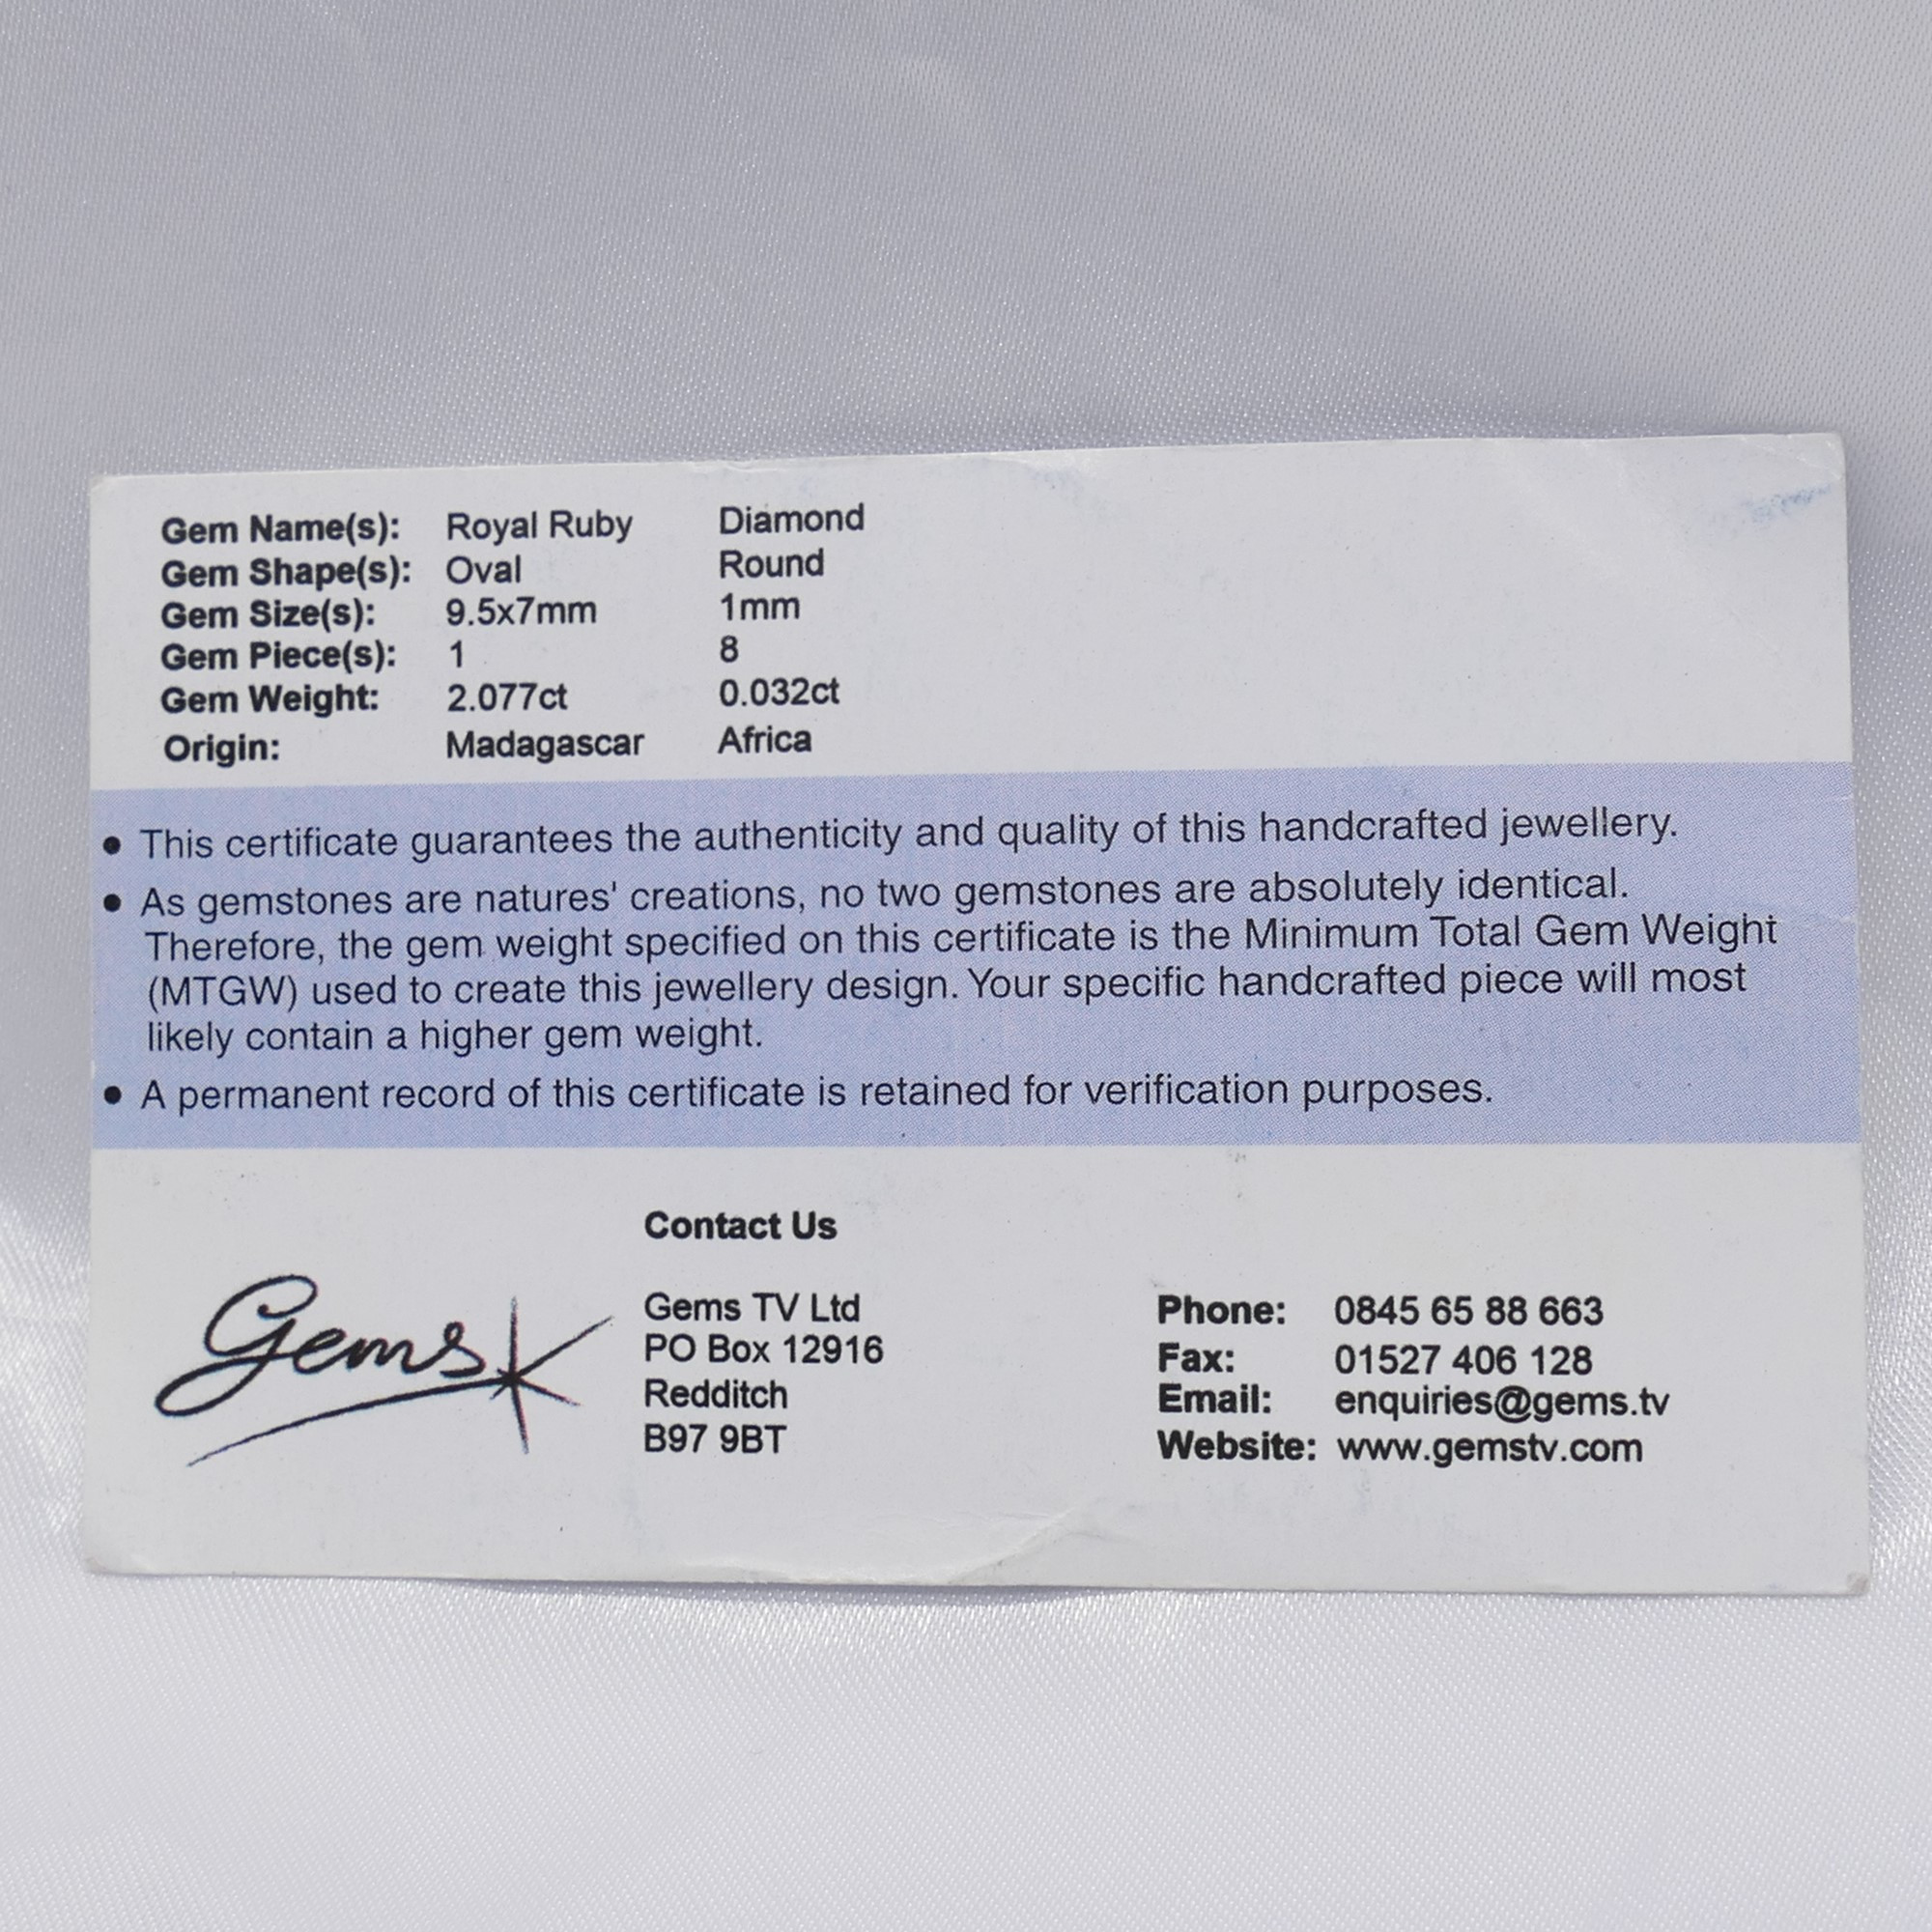 Gem Name(s): Royal Ruby Diamond
Gem Shape(s): Oval Round
Gem Size(s): 9.5x7mm 1mm
Gem Piece(s): 1 8
Gem Weight: 2.077ct 0.032ct
Origin: Madagascar Africa
• This certificate guarantees the authenticity and quality of this handcrafted jewellery.
• As gemstones are natures' creations, no two gemstones are absolutely identical.
Therefore, the gem weight specified on this certificate is the Minimum Total Gem Weight
(MTGW) used to create this jewellery design. Your specific handcrafted piece will most
likely contain a higher gem weight.
• A permanent record of this certificate is retained for verification purposes.
Gems
Contact Us
Gems TV Ltd
PO Box 12916
Redditch
B97 9BT
Phone: 0845 65 88 663
Fax: 01527 406 128
Email: enquiries@gems.tv
Website: www.gemstv.com